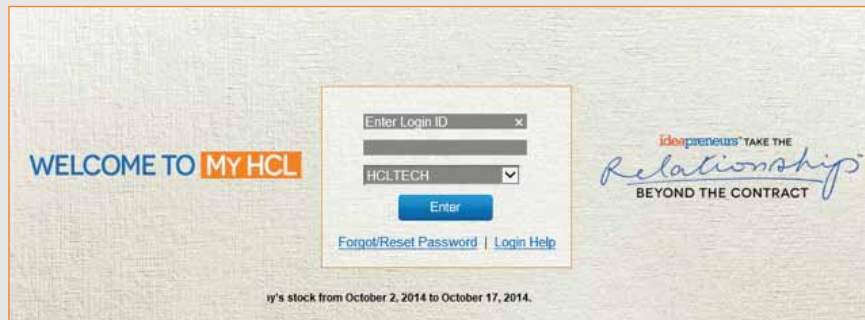 WELCOME TO MY HCL
Enter Login ID ×
HCLTECH
Enter
Forgot/Reset Password | Login Help
ideapreneurs™ TAKE THE
Relationship
BEYOND THE CONTRACT
y's stock from October 2, 2014 to October 17, 2014.